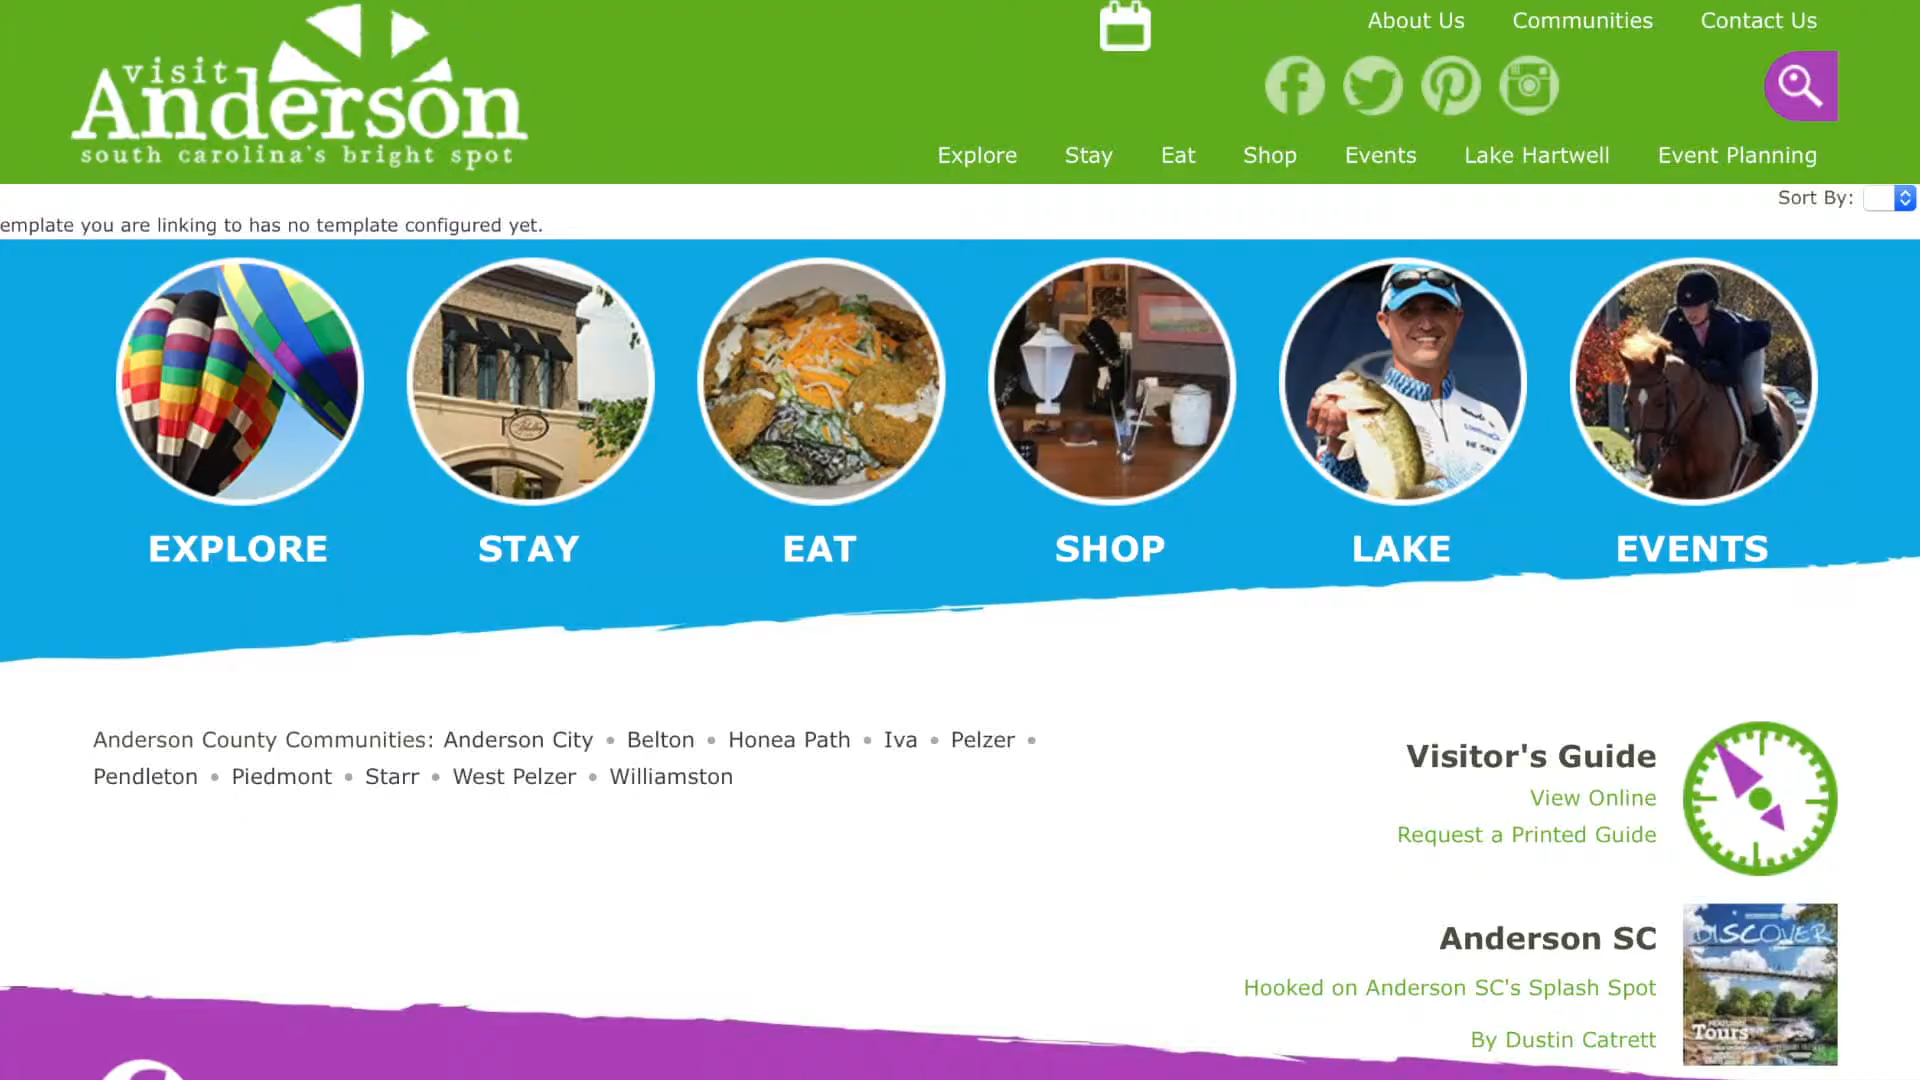 About Us Communities Contact Us
visit
Anderson
south carolina's bright spot
Explore Stay Eat Shop Events Lake Hartwell Event Planning
Sort By:
emplate you are linking to has no template configured yet.
EXPLORE STAY EAT SHOP LAKE EVENTS
Anderson County Communities: Anderson City • Belton • Honea Path • Iva • Pelzer •
Pendleton • Piedmont • Starr • West Pelzer • Williamston
Visitor's Guide
View Online
Request a Printed Guide
Anderson SC
DISCOVER
Hooked on Anderson SC's Splash Spot
Tours
By Dustin Catrett